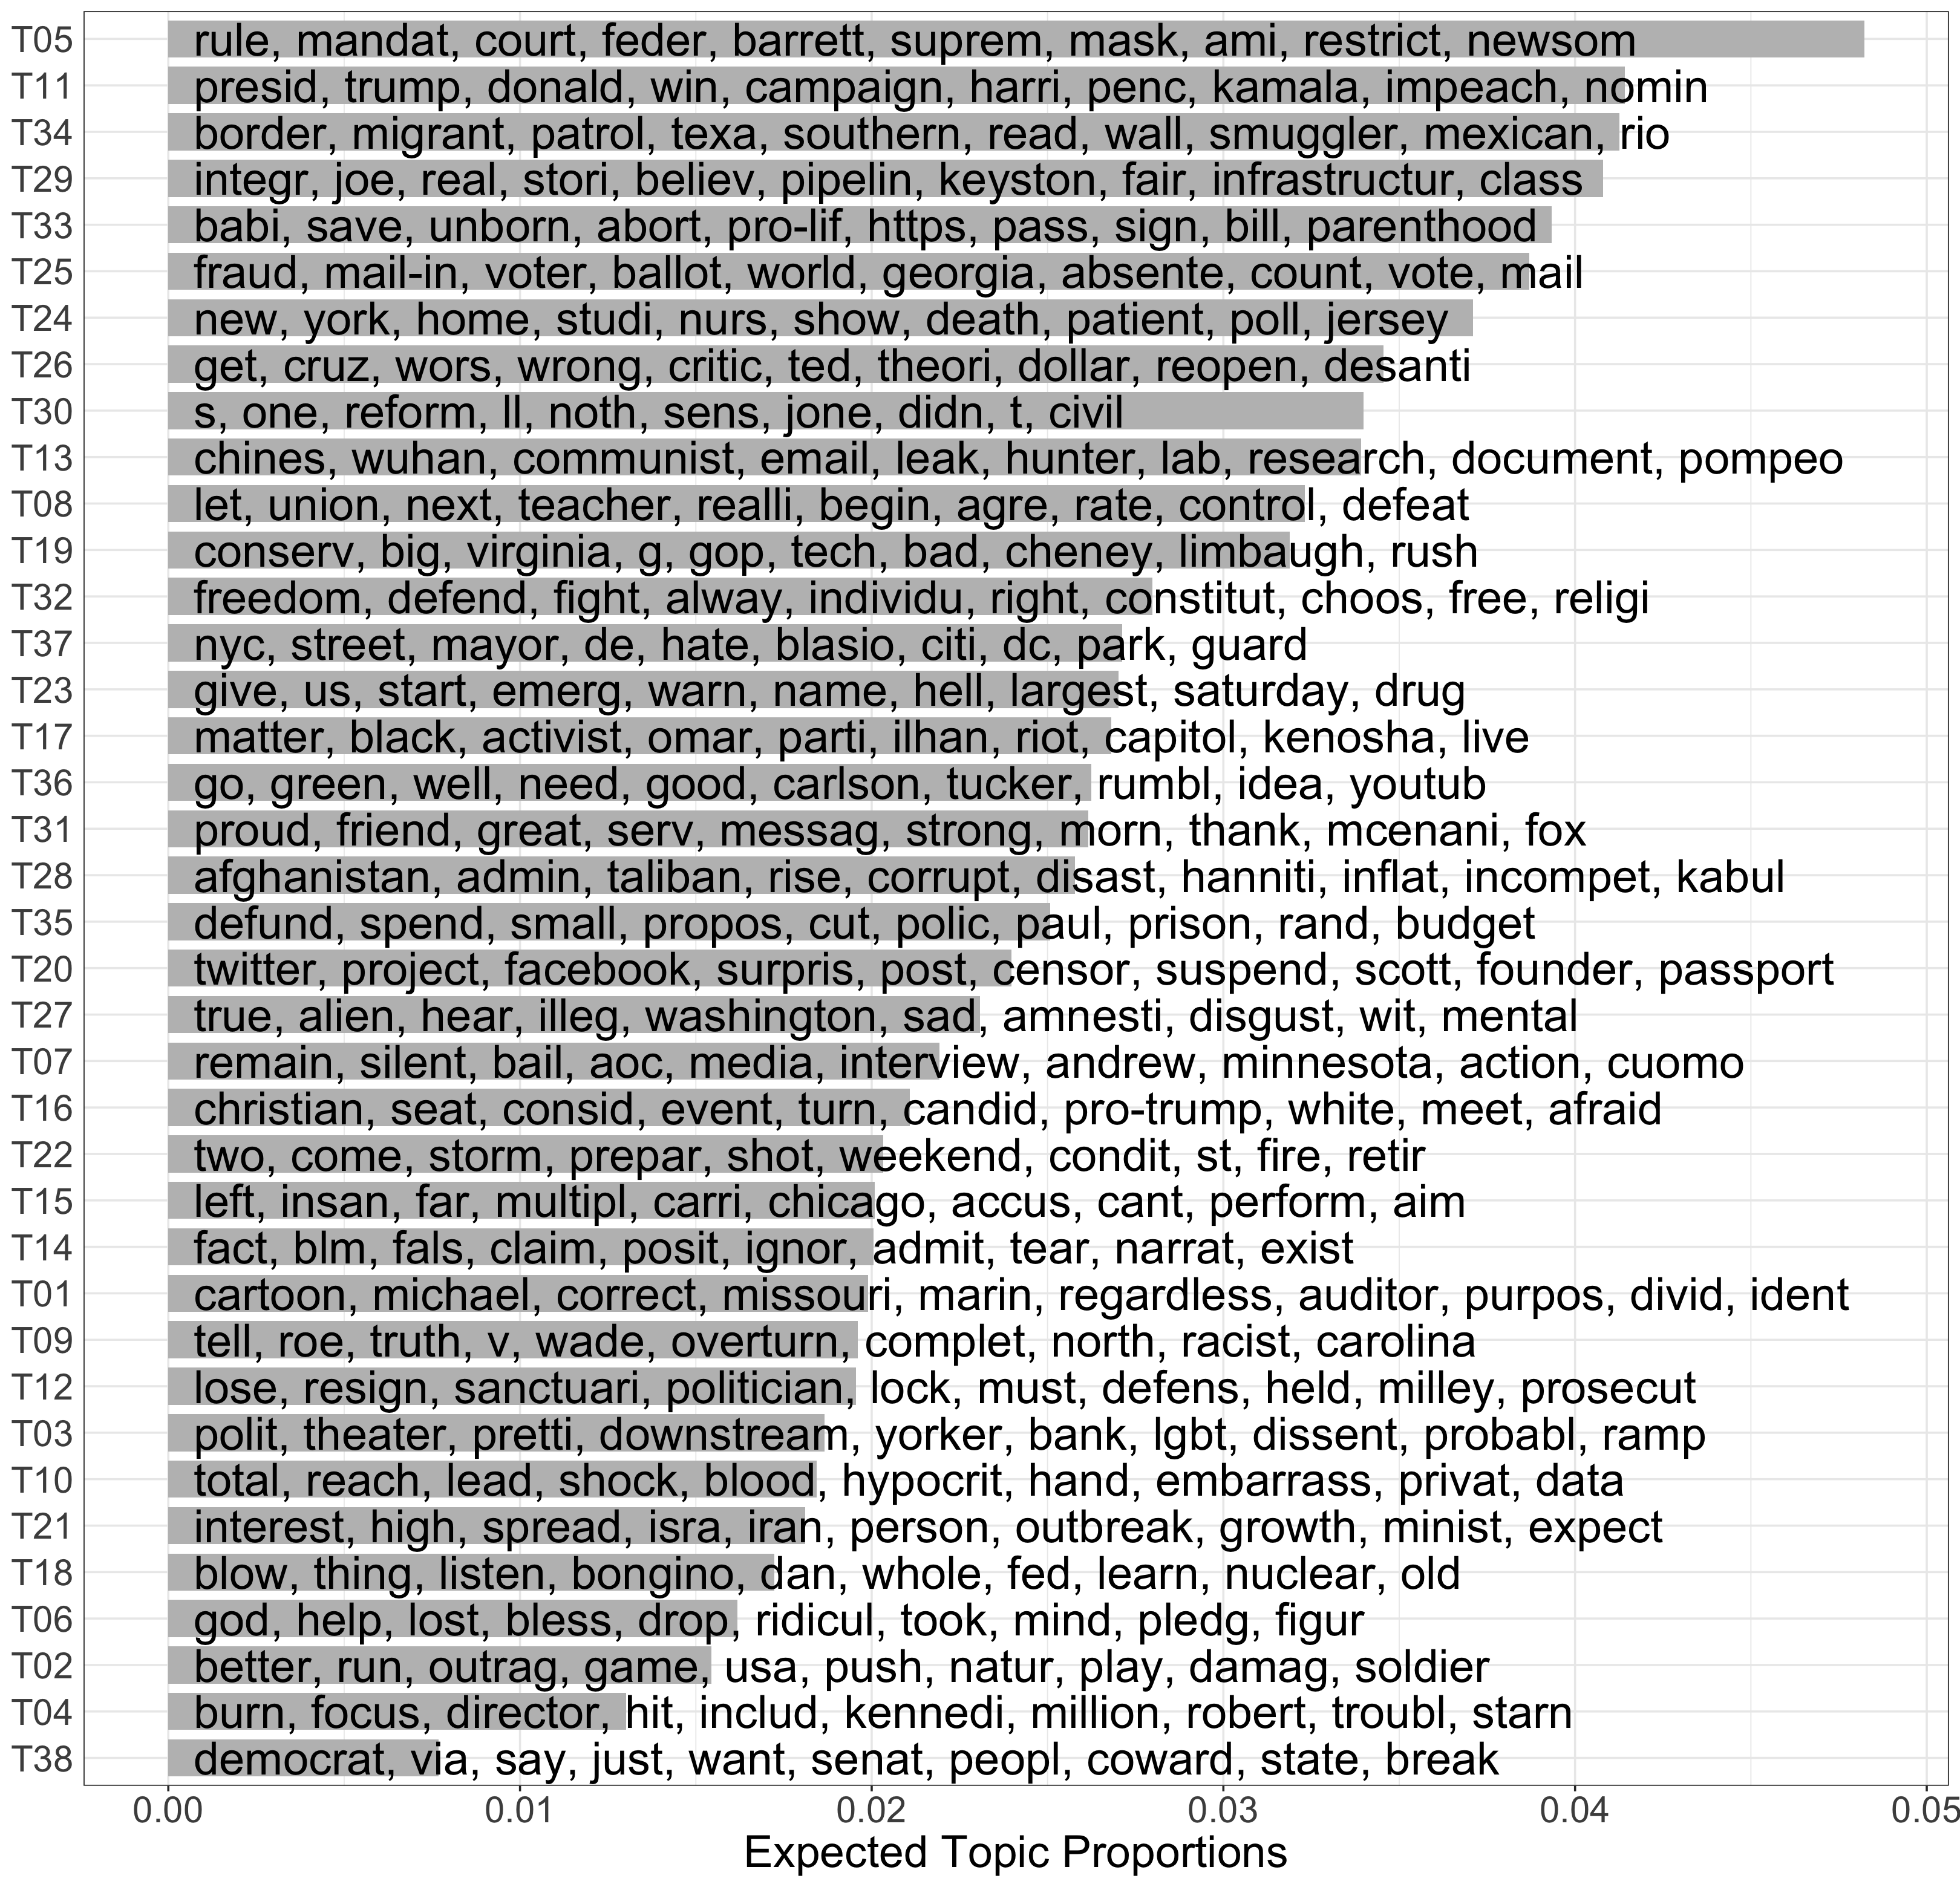 T05 rule, mandat, court, feder, barrett, suprem, mask, ami, restrict, newsom
T11 presid, trump, donald, win, campaign, harri, penc, kamala, impeach, nomin
T34 border, migrant, patrol, texa, southern, read, wall, smuggler, mexican, rio
T29 integr, joe, real, stori, believ, pipelin, keyston, fair, infrastructur, class
T33 babi, save, unborn, abort, pro-lif, https, pass, sign, bill, parenthood
T25 fraud, mail-in, voter, ballot, world, georgia, absente, count, vote, mail
T24 new, york, home, studi, nurs, show, death, patient, poll, jersey
T26 get, cruz, wors, wrong, critic, ted, theori, dollar, reopen, desanti
T30 s, one, reform, ll, noth, sens, jone, didn, t, civil
T13 chines, wuhan, communist, email, leak, hunter, lab, research, document, pompeo
T08 let, union, next, teacher, realli, begin, agre, rate, control, defeat
T19 conserv, big, virginia, g, gop, tech, bad, cheney, limbaugh, rush
T32 freedom, defend, fight, alway, individu, right, constitut, choos, free, religi
T37 nyc, street, mayor, de, hate, blasio, citi, dc, park, guard
T23 give, us, start, emerg, warn, name, hell, largest, saturday, drug
T17 matter, black, activist, omar, parti, ilhan, riot, capitol, kenosha, live
T36 go, green, well, need, good, carlson, tucker, rumbl, idea, youtub
T31 proud, friend, great, serv, messag, strong, morn, thank, mcenani, fox
T28 afghanistan, admin, taliban, rise, corrupt, disast, hanniti, inflat, incompet, kabul
T35 defund, spend, small, propos, cut, polic, paul, prison, rand, budget
T20 twitter, project, facebook, surpris, post, censor, suspend, scott, founder, passport
T27 true, alien, hear, illeg, washington, sad, amnesti, disgust, wit, mental
T07 remain, silent, bail, aoc, media, interview, andrew, minnesota, action, cuomo
T16 christian, seat, consid, event, turn, candid, pro-trump, white, meet, afraid
T22 two, come, storm, prepar, shot, weekend, condit, st, fire, retir
T15 left, insan, far, multipl, carri, chicago, accus, cant, perform, aim
T14 fact, blm, fals, claim, posit, ignor, admit, tear, narrat, exist
T01 cartoon, michael, correct, missouri, marin, regardless, auditor, purpos, divid, ident
T09 tell, roe, truth, v, wade, overturn, complet, north, racist, carolina
T12 lose, resign, sanctuari, politician, lock, must, defens, held, milley, prosecut
T03 polit, theater, pretti, downstream, yorker, bank, lgbt, dissent, probabl, ramp
T10 total, reach, lead, shock, blood, hypocrit, hand, embarrass, privat, data
T21 interest, high, spread, isra, iran, person, outbreak, growth, minist, expect
T18 blow, thing, listen, bongino, dan, whole, fed, learn, nuclear, old
T06 god, help, lost, bless, drop, ridicul, took, mind, pledg, figur
T02 better, run, outrag, game, usa, push, natur, play, damag, soldier
T04 burn, focus, director, hit, includ, kennedi, million, robert, troubl, starn
T38 democrat, via, say, just, want, senat, peopl, coward, state, break
0.00 0.01 0.02 0.03 0.04 0.05
Expected Topic Proportions